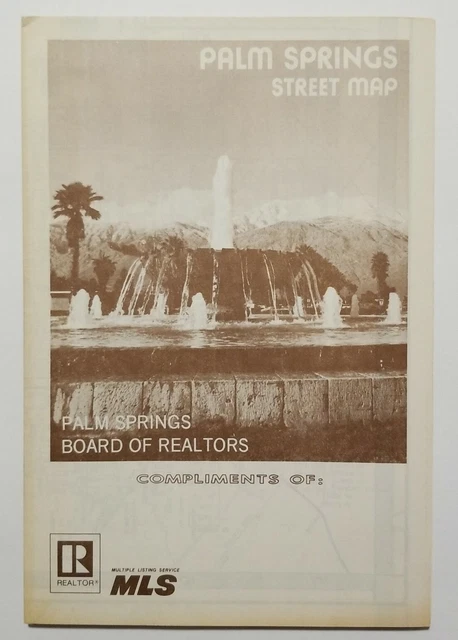 PALM SPRINGS
STREET MAP
PALM SPRINGS
BOARD OF REALTORS
COMPLIMENTS OF:
R
REALTOR®
MULTIPLE LISTING SERVICE
MLS